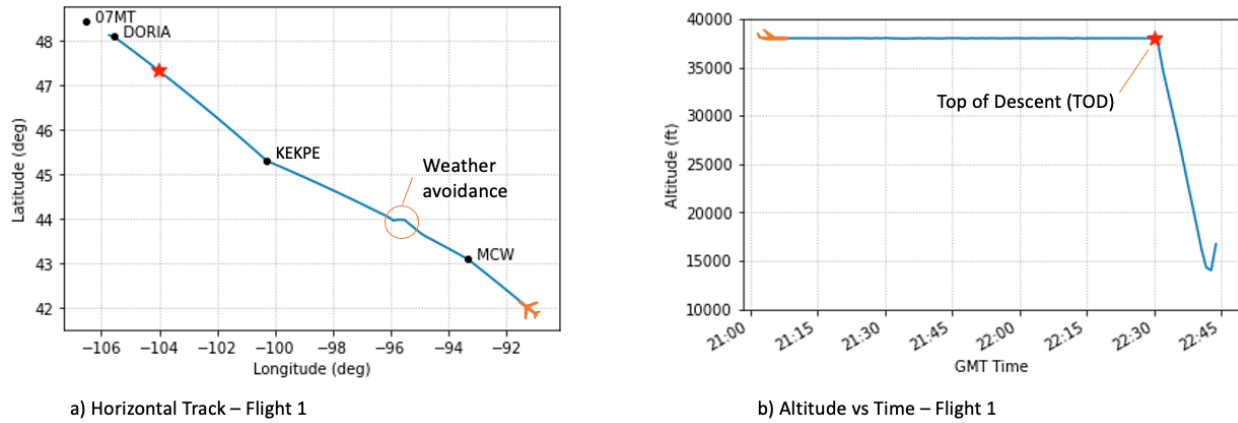 07MT
DORIA
KEKPE
Weather
avoidance
MCW
48
47
46
45
44
43
42
Latitude (deg)
−106
−104
−102
−100
−98
−96
−94
−92
Longitude (deg)
a) Horizontal Track – Flight 1
40000
35000
30000
25000
20000
15000
10000
Altitude (ft)
Top of Descent (TOD)
21:00
21:15
21:30
21:45
22:00
22:15
22:30
22:45
GMT Time
b) Altitude vs Time – Flight 1